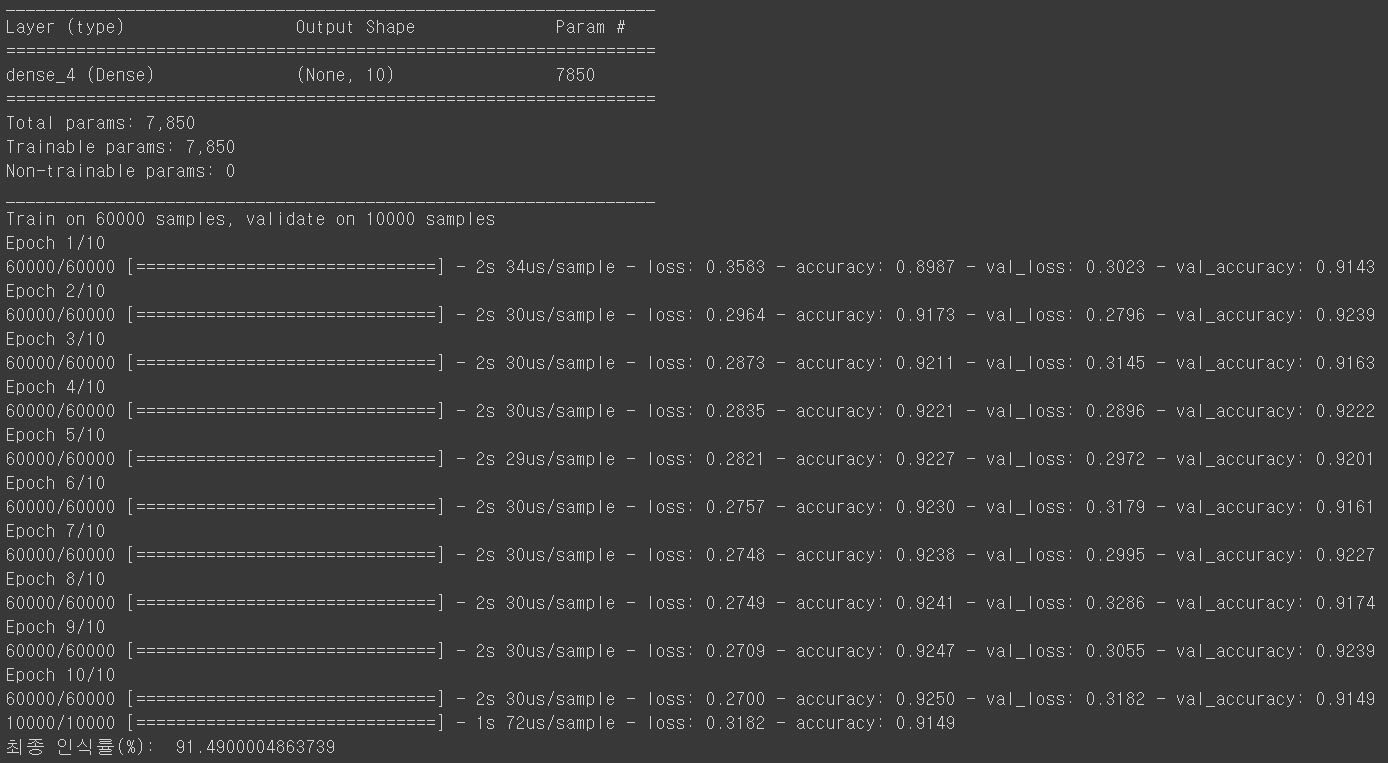 _________________________________________________________________
Layer (type)                 Output Shape              Param #
=================================================================
dense_4 (Dense)              (None, 10)                7850
=================================================================
Total params: 7,850
Trainable params: 7,850
Non-trainable params: 0
_________________________________________________________________
Train on 60000 samples, validate on 10000 samples
Epoch 1/10
60000/60000 [==============================] - 2s 34us/sample - loss: 0.3583 - accuracy: 0.8987 - val_loss: 0.3023 - val_accuracy: 0.9143
Epoch 2/10
60000/60000 [==============================] - 2s 30us/sample - loss: 0.2964 - accuracy: 0.9173 - val_loss: 0.2796 - val_accuracy: 0.9239
Epoch 3/10
60000/60000 [==============================] - 2s 30us/sample - loss: 0.2873 - accuracy: 0.9211 - val_loss: 0.3145 - val_accuracy: 0.9163
Epoch 4/10
60000/60000 [==============================] - 2s 30us/sample - loss: 0.2835 - accuracy: 0.9221 - val_loss: 0.2896 - val_accuracy: 0.9222
Epoch 5/10
60000/60000 [==============================] - 2s 29us/sample - loss: 0.2821 - accuracy: 0.9227 - val_loss: 0.2972 - val_accuracy: 0.9201
Epoch 6/10
60000/60000 [==============================] - 2s 30us/sample - loss: 0.2757 - accuracy: 0.9230 - val_loss: 0.3179 - val_accuracy: 0.9161
Epoch 7/10
60000/60000 [==============================] - 2s 30us/sample - loss: 0.2748 - accuracy: 0.9238 - val_loss: 0.2995 - val_accuracy: 0.9227
Epoch 8/10
60000/60000 [==============================] - 2s 30us/sample - loss: 0.2749 - accuracy: 0.9241 - val_loss: 0.3286 - val_accuracy: 0.9174
Epoch 9/10
60000/60000 [==============================] - 2s 30us/sample - loss: 0.2709 - accuracy: 0.9247 - val_loss: 0.3055 - val_accuracy: 0.9239
Epoch 10/10
60000/60000 [==============================] - 2s 30us/sample - loss: 0.2700 - accuracy: 0.9250 - val_loss: 0.3182 - val_accuracy: 0.9149
10000/10000 [==============================] - 1s 72us/sample - loss: 0.3182 - accuracy: 0.9149
최종 인식률(%):  91.4900004863739